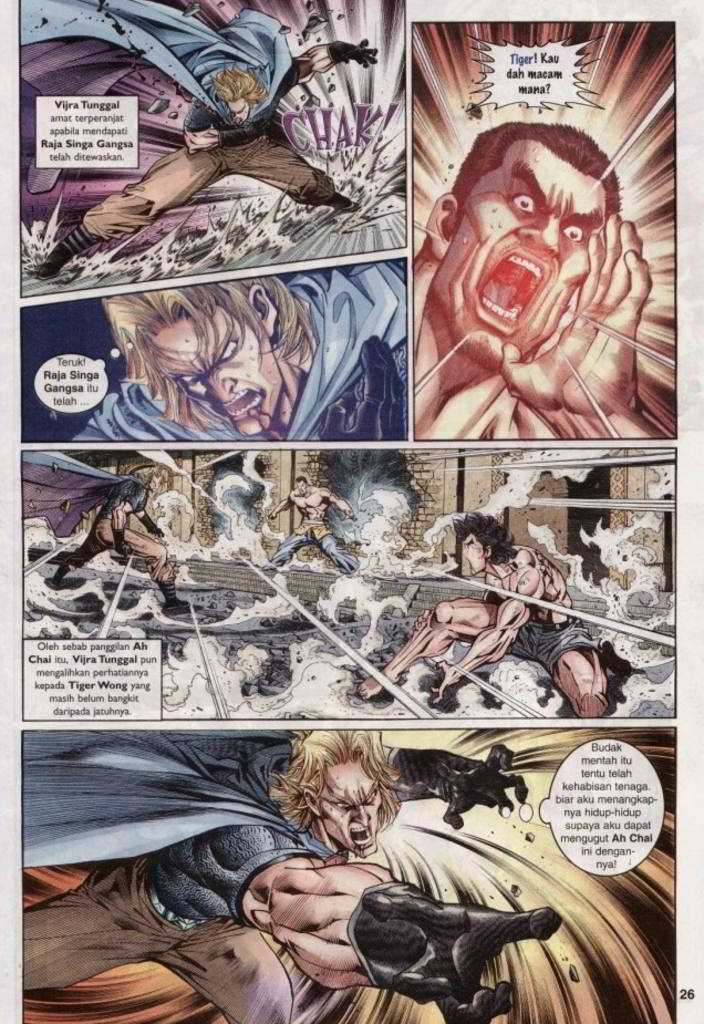 Vijra Tunggal
amat terperanjat
apabila mendapati
Raja Singa Gangsa
telah ditewaskan.
CHAK!
Tiger! Kau
dah macam
mana?
Teruk!
Raja Singa
Gangsa itu
telah ...
Oleh sebab panggilan Ah
Chai itu, Vijra Tunggal pun
mengalihkan perhatiannya
kepada Tiger Wong yang
masih belum bangkit
daripada jatuhnya.
Budak
mentah itu
tentu telah
kehabisan tenaga.
biar aku menangkap-
nya hidup-hidup
supaya aku dapat
mengugut Ah Chai
ini dengan-
nya!
26